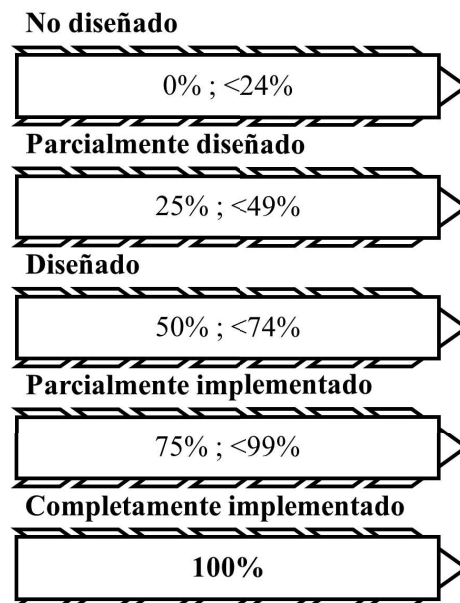 No diseñado
0% ; <24%
Parcialmente diseñado
25% ; <49%
Diseñado
50% ; <74%
Parcialmente implementado
75% ; <99%
Completamente implementado
100%